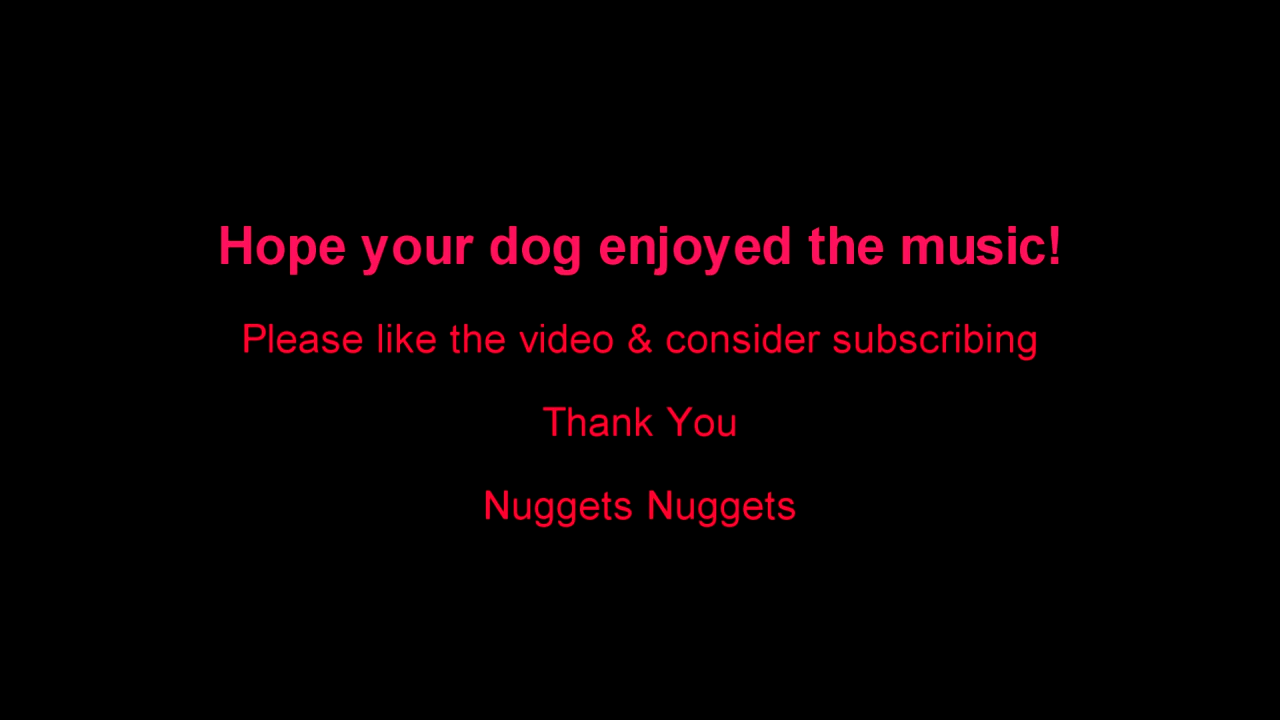 Hope your dog enjoyed the music!
Please like the video & consider subscribing
Thank You
Nuggets Nuggets